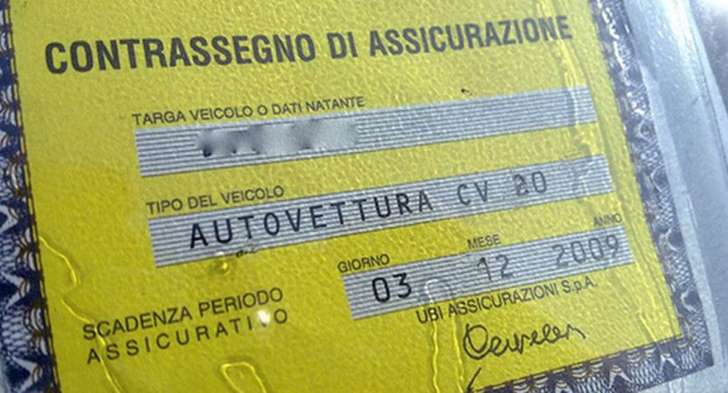 CONTRASSEGNO DI ASSICURAZIONE
TARGA VEICOLO O DATI NATANTE
TIPO DEL VEICOLO
AUTOVETTURA CV 20
GIORNO MESE ANNO
03 12 2009
SCADENZA PERIODO
ASSICURATIVO
UBI ASSICURAZIONI S.p.A.